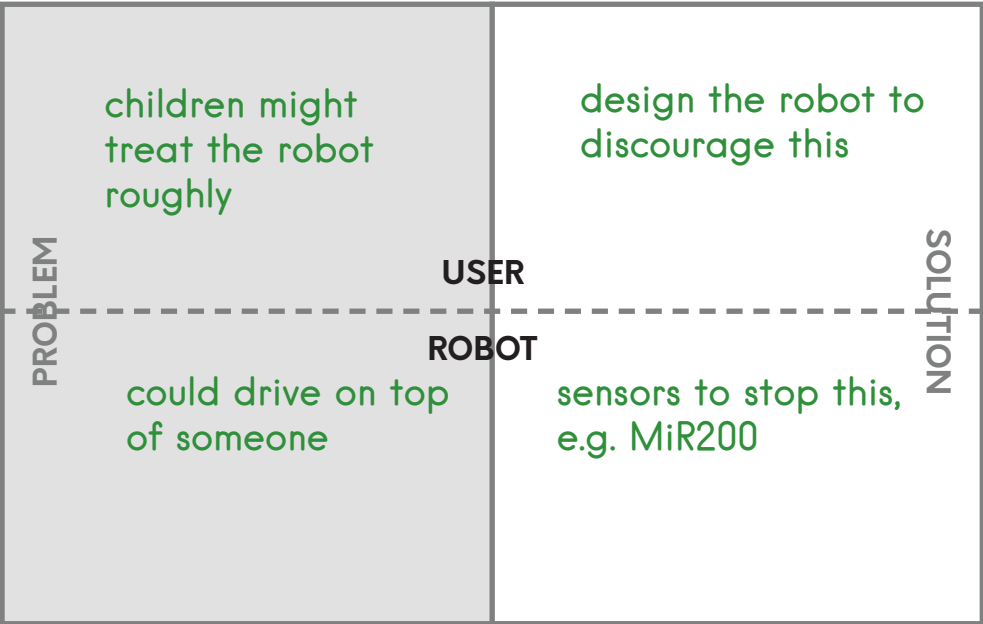 children might
treat the robot
roughly
design the robot to
discourage this
PROBLEM
USER
SOLUTION
ROBOT
could drive on top
of someone
sensors to stop this,
e.g. MiR200